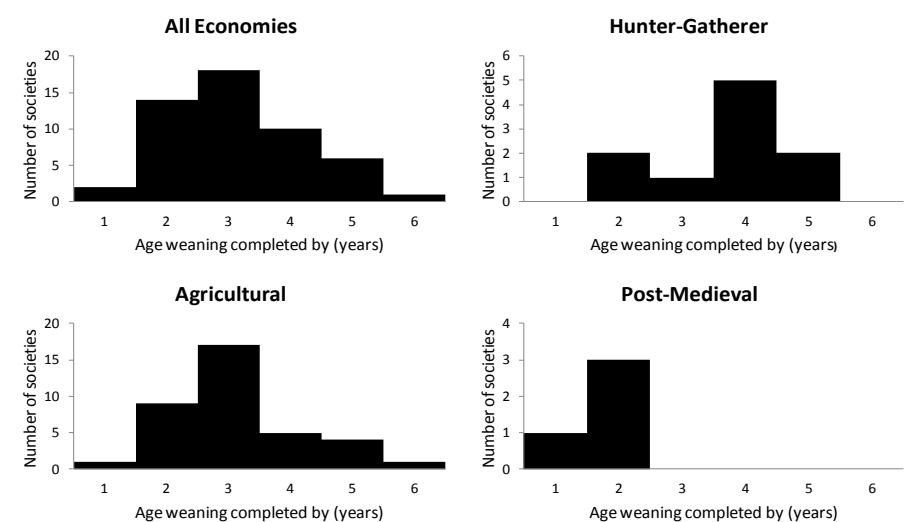 All Economies
Number of societies
20
15
10
5
0
1 2 3 4 5 6
Age weaning completed by (years)
Hunter-Gatherer
Number of societies
6
5
4
3
2
1
0
1 2 3 4 5 6
Age weaning completed by (years)
Agricultural
Number of societies
20
15
10
5
0
1 2 3 4 5 6
Age weaning completed by (years)
Post-Medieval
Number of societies
4
3
2
1
0
1 2 3 4 5 6
Age weaning completed by (years)